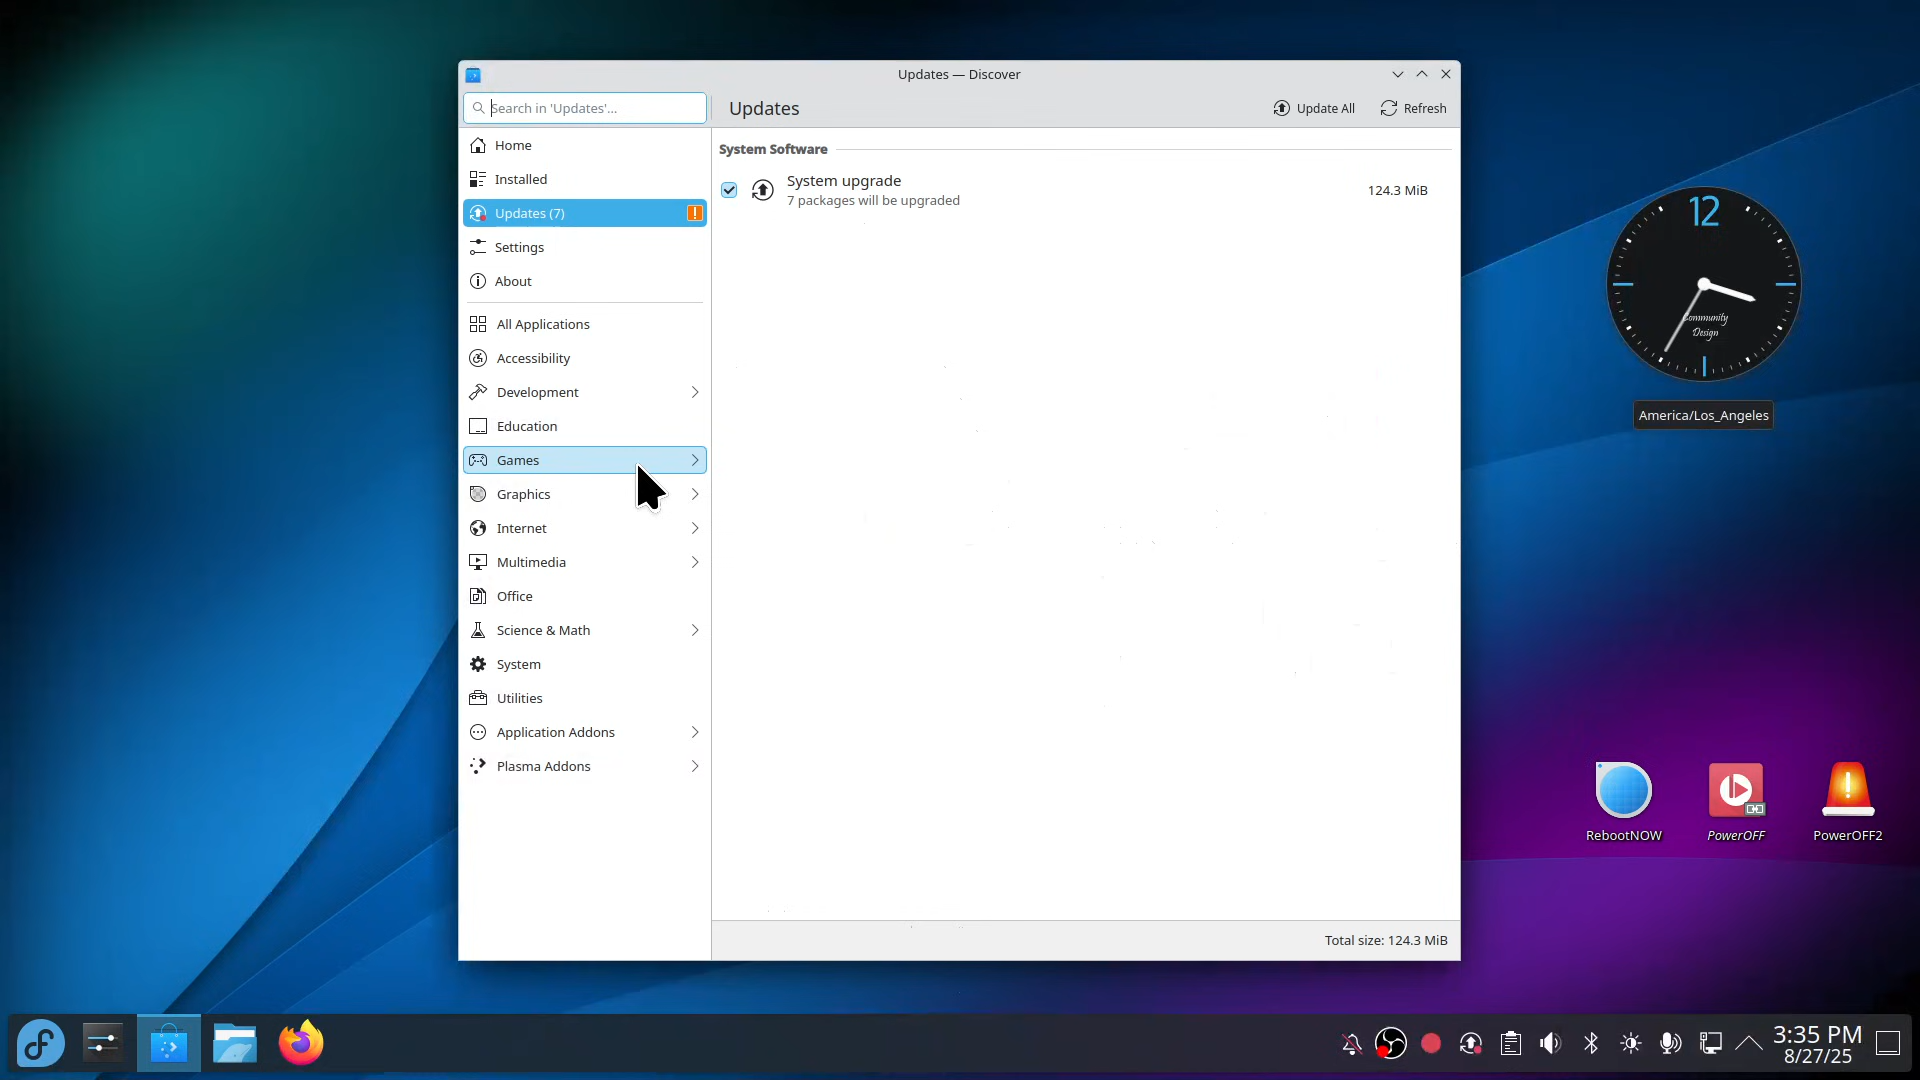 Updates — Discover
Search in 'Updates'...
Updates
Update All
Refresh
Home
Installed
Updates (7)
Settings
About
All Applications
Accessibility
Development
Education
Games
Graphics
Internet
Multimedia
Office
Science & Math
System
Utilities
Application Addons
Plasma Addons
System Software
System upgrade
7 packages will be upgraded
124.3 MiB
Total size: 124.3 MiB
12
Community
Design
America/Los_Angeles
RebootNOW
PowerOFF
PowerOFF2
3:35 PM
8/27/25